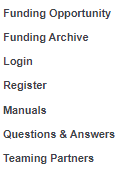 Funding Opportunity
Funding Archive
Login
Register
Manuals
Questions & Answers
Teaming Partners